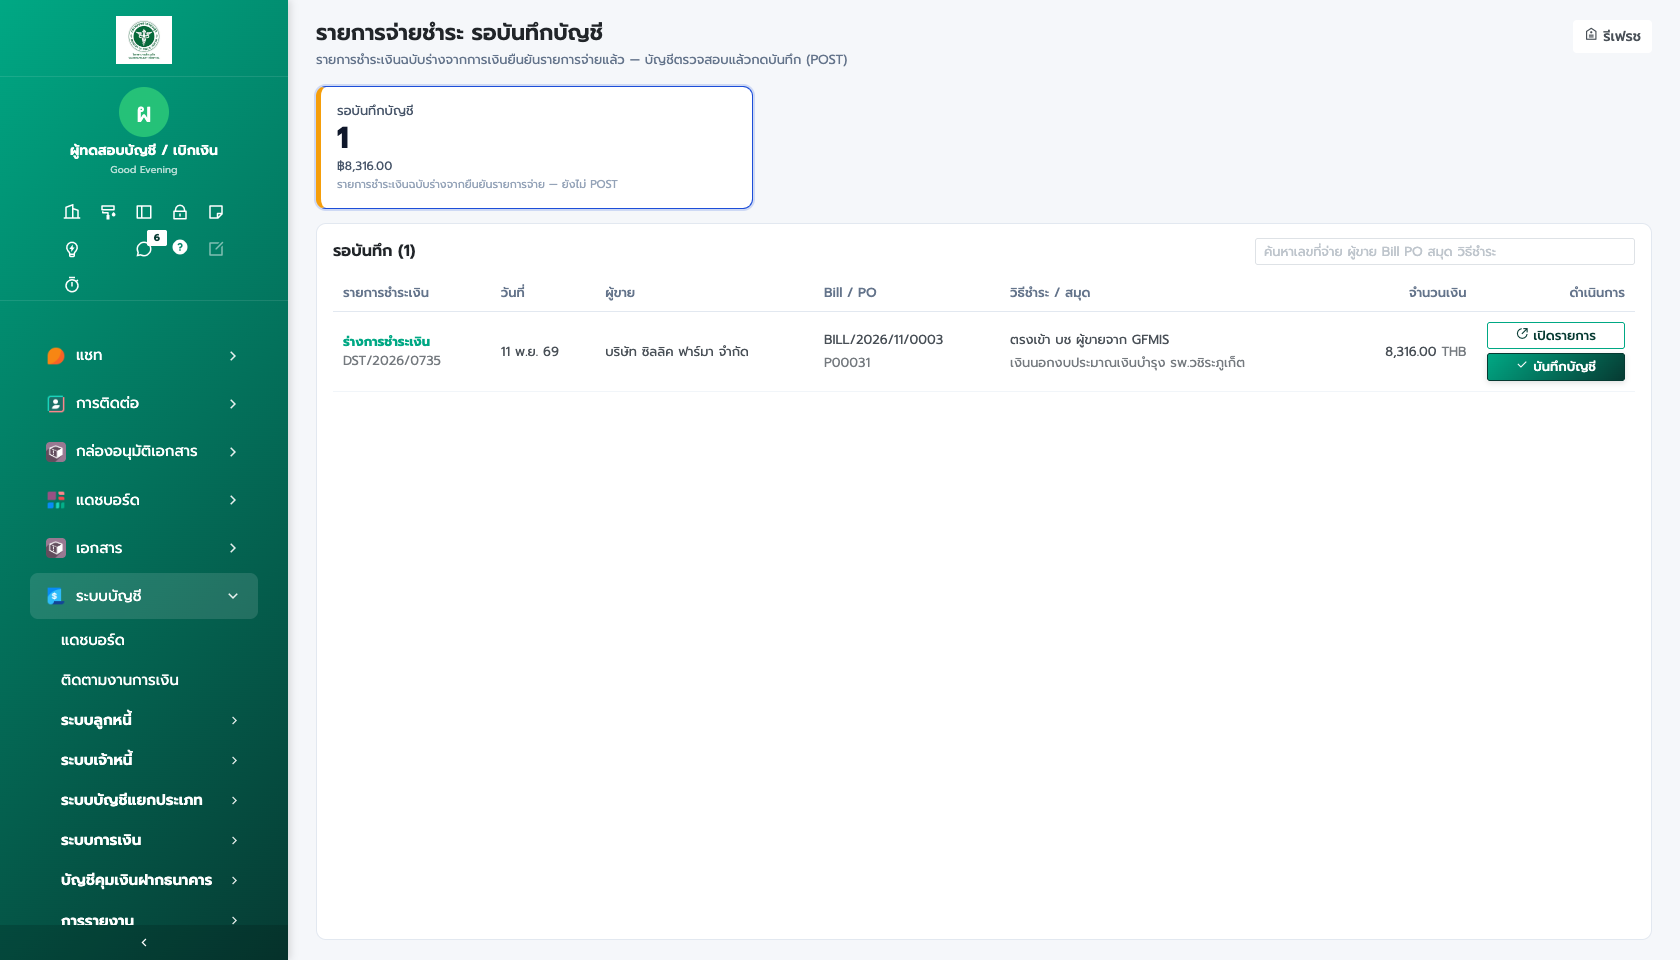 ผ
ผู้ทดสอบบัญชี / เบิกเงิน
Good Evening
6
?
แชท
การติดต่อ
กล่องอนุมัติเอกสาร
แดชบอร์ด
เอกสาร
ระบบบัญชี
แดชบอร์ด
ติดตามงานการเงิน
ระบบลูกหนี้
ระบบเจ้าหนี้
ระบบบัญชีแยกประเภท
ระบบการเงิน
บัญชีคุมเงินฝากธนาคาร
การรายงาน
รายการจ่ายชำระ รอบันทึกบัญชี
รายการชำระเงินฉบับร่างจากการเงินยืนยันรายการจ่ายแล้ว — บัญชีตรวจสอบแล้วกดบันทึก (POST)
รีเฟรช
รอบันทึกบัญชี
1
฿8,316.00
รายการชำระเงินฉบับร่างจากยืนยันรายการจ่าย — ยังไม่ POST
รอบันทึก (1)
ค้นหาเลขที่จ่าย ผู้ขาย Bill PO สมุด วิธีชำระ
รายการชำระเงิน วันที่ ผู้ขาย Bill / PO วิธีชำระ / สมุด จำนวนเงิน ดำเนินการ
ร่างการชำระเงิน
DST/2026/0735
11 พ.ย. 69
บริษัท ซิลลิค ฟาร์มา จำกัด
BILL/2026/11/0003
P00031
ตรงเข้า บช ผู้ขายจาก GFMIS
เงินนอกงบประมาณเงินบำรุง รพ.วชิระภูเก็ต
8,316.00 THB
เปิดรายการ
บันทึกบัญชี